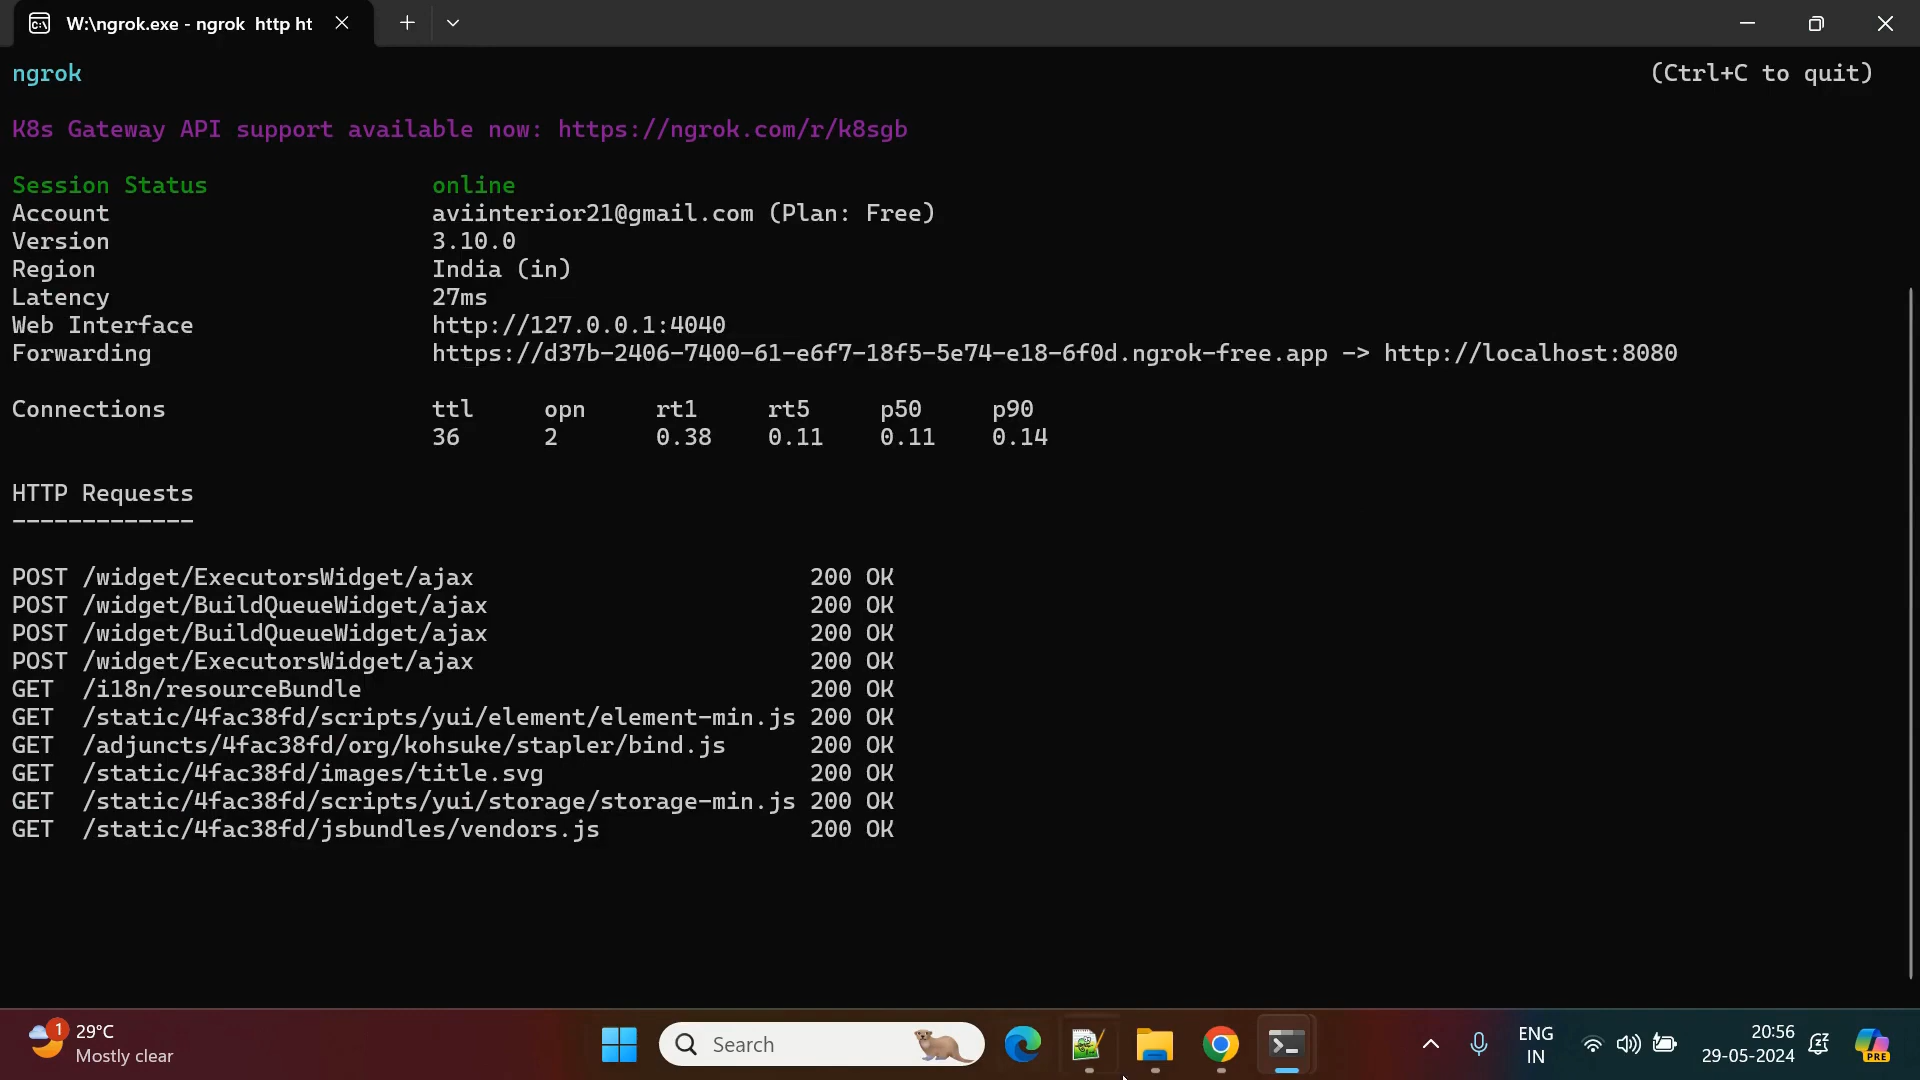 W:\ngrok.exe - ngrok  http ht
ngrok (Ctrl+C to quit)
K8s Gateway API support available now: https://ngrok.com/r/k8sgb
Session Status online
Account aviinterior21@gmail.com (Plan: Free)
Version 3.10.0
Region India (in)
Latency 27ms
Web Interface http://127.0.0.1:4040
Forwarding https://d37b-2406-7400-61-e6f7-18f5-5e74-e18-6f0d.ngrok-free.app -> http://localhost:8080
Connections ttl opn rt1 rt5 p50 p90
36 2 0.38 0.11 0.11 0.14
HTTP Requests
-------------
POST /widget/ExecutorsWidget/ajax 200 OK
POST /widget/BuildQueueWidget/ajax 200 OK
POST /widget/BuildQueueWidget/ajax 200 OK
POST /widget/ExecutorsWidget/ajax 200 OK
GET /i18n/resourceBundle 200 OK
GET /static/4fac38fd/scripts/yui/element/element-min.js 200 OK
GET /adjuncts/4fac38fd/org/kohsuke/stapler/bind.js 200 OK
GET /static/4fac38fd/images/title.svg 200 OK
GET /static/4fac38fd/scripts/yui/storage/storage-min.js 200 OK
GET /static/4fac38fd/jsbundles/vendors.js 200 OK
1 29°C
Mostly clear
Search
ENG
IN
20:56
29-05-2024
PRE